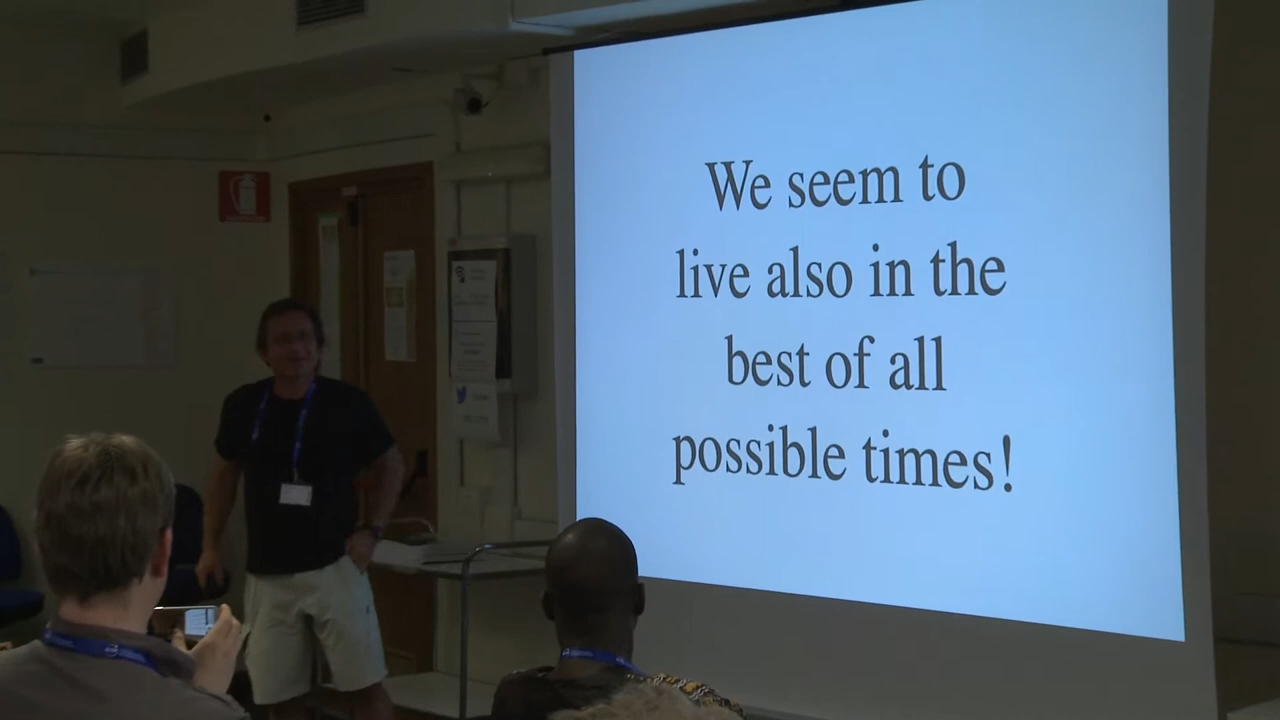 We seem to
live also in the
best of all
possible times!